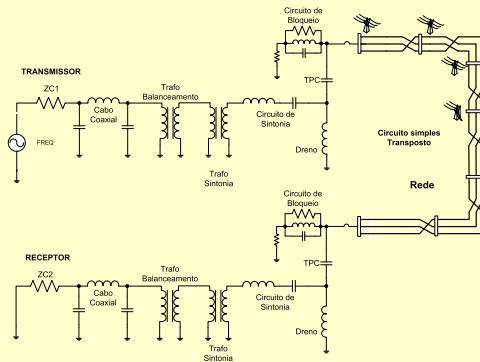 Circuito de
Bloqueio
TRANSMISSOR
ZC1
Trafo
Balanceamento
TPC
Cabo
Coaxial
FREQ
Circuito de
Sintonia
Circuito simples
Transposto
Dreno
Trafo
Sintonia
Rede
Circuito de
Bloqueio
RECEPTOR
ZC2
Trafo
Balanceamento
TPC
Cabo
Coaxial
Circuito de
Sintonia
Dreno
Trafo
Sintonia